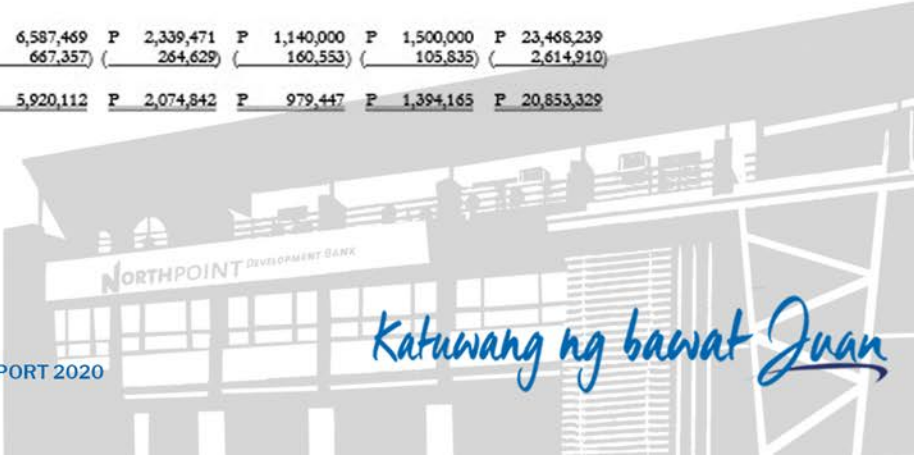 6,587,469 P 2,339,471 P 1,140,000 P 1,500,000 P 23,468,239
667,357) ( 264,629) ( 160,553) ( 105,835) ( 2,614,910)
5,920,112 P 2,074,842 P 979,447 P 1,394,165 P 20,853,329
NORTHPOINT DEVELOPMENT BANK
Katuwang ng bawat Juan
PORT 2020